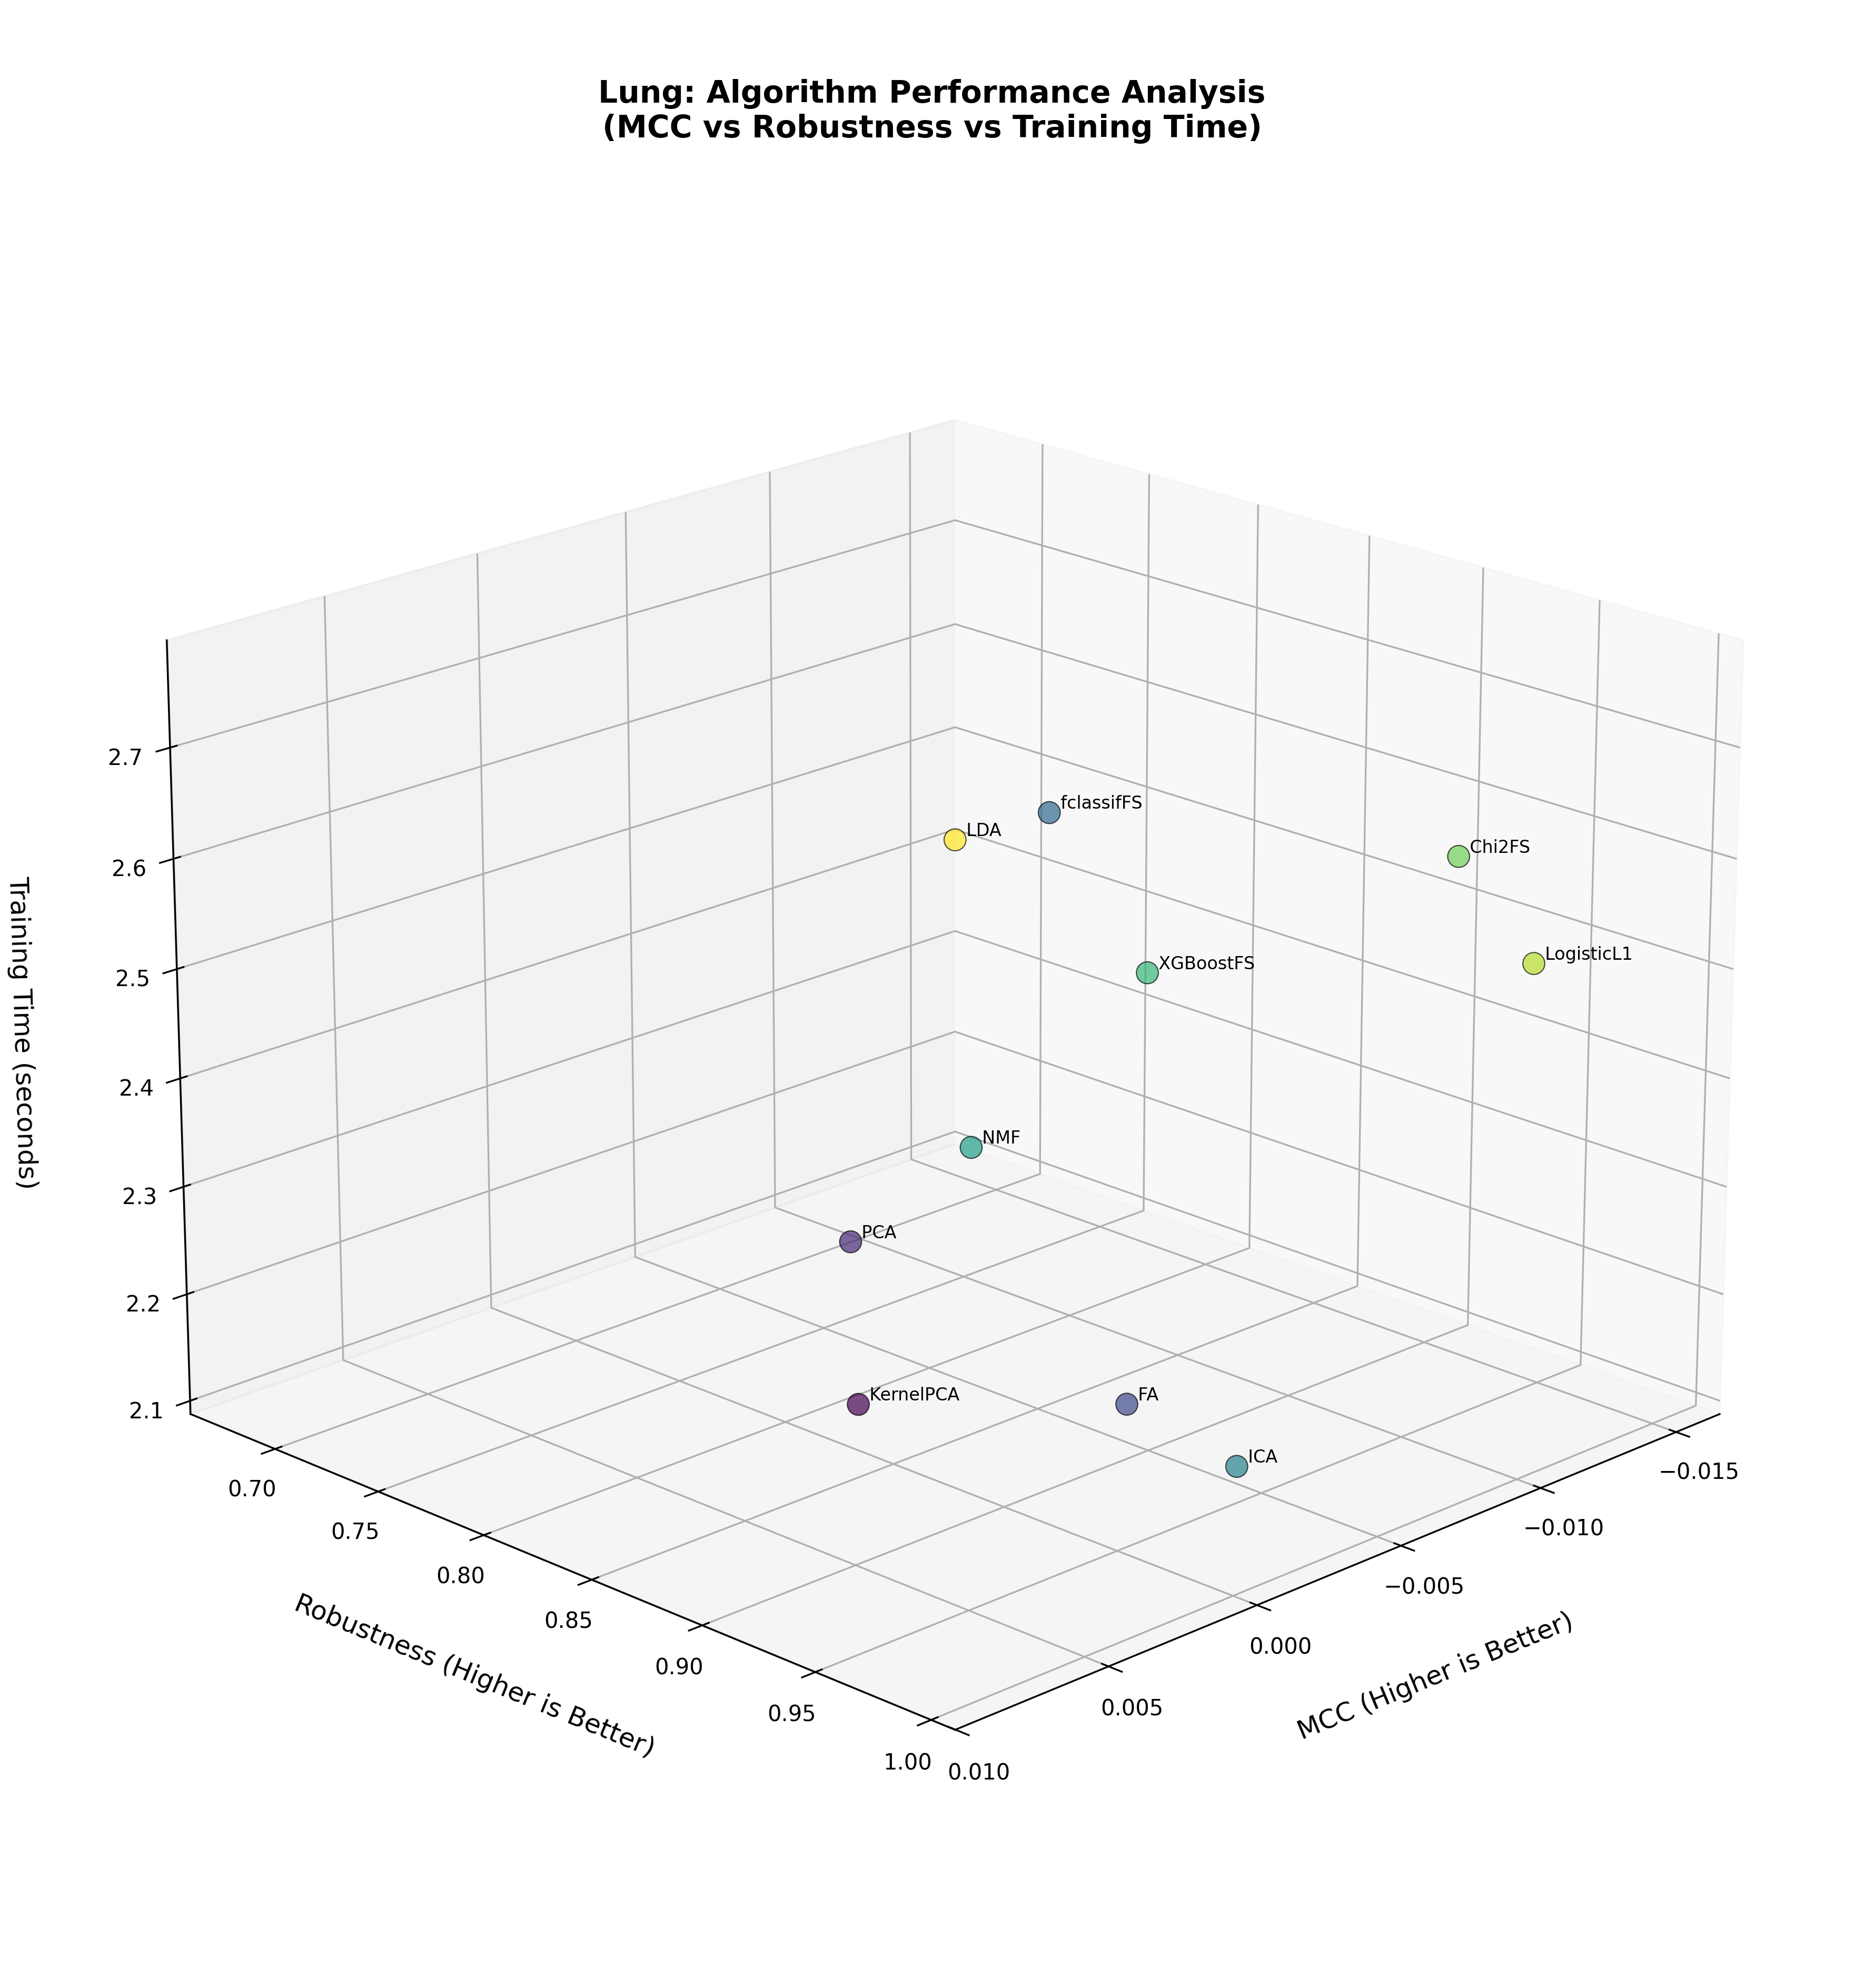 Lung: Algorithm Performance Analysis
(MCC vs Robustness vs Training Time)
2.7
2.6
2.5
2.4
2.3
2.2
2.1
Training Time (seconds)
fclassifFS
LDA
Chi2FS
LogisticL1
XGBoostFS
NMF
PCA
KernelPCA
FA
ICA
0.70
0.75
0.80
0.85
0.90
0.95
1.00
Robustness (Higher is Better)
−0.015
−0.010
−0.005
0.000
0.005
0.010
MCC (Higher is Better)